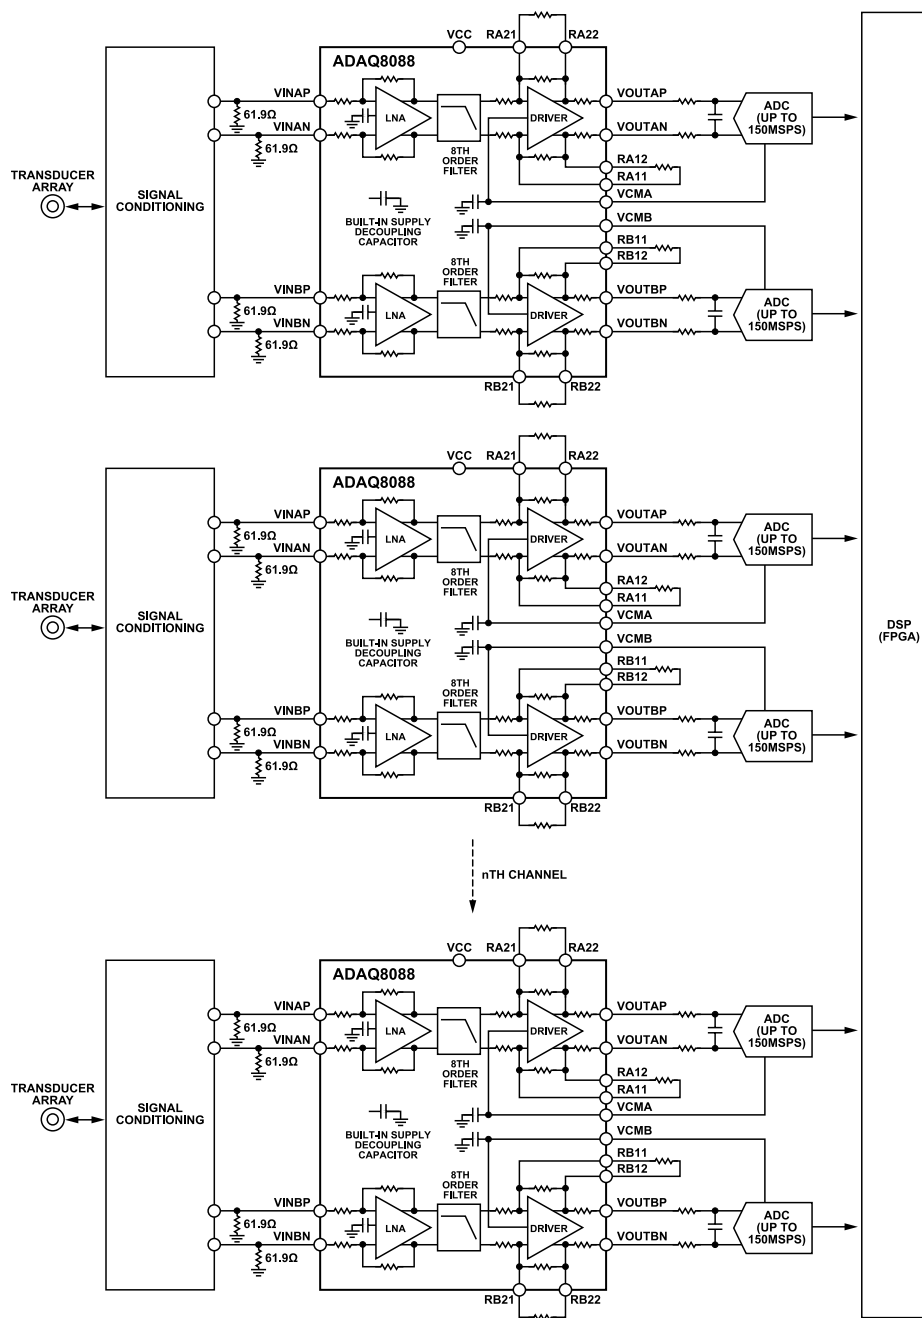 VCC
RA21
RA22
ADAQ8088
VINAP
61.9Ω
VINAN
61.9Ω
LNA
8TH
ORDER
FILTER
DRIVER
VOUTAP
VOUTAN
ADC
(UP TO
150MSPS)
RA12
RA11
VCMA
TRANSDUCER
ARRAY
SIGNAL
CONDITIONING
BUILT-IN SUPPLY
DECOUPLING
CAPACITOR
VCMB
RB11
RB12
VINBP
61.9Ω
VINBN
61.9Ω
LNA
8TH
ORDER
FILTER
DRIVER
VOUTBP
VOUTBN
ADC
(UP TO
150MSPS)
RB21
RB22
VCC
RA21
RA22
ADAQ8088
VINAP
61.9Ω
VINAN
61.9Ω
LNA
8TH
ORDER
FILTER
DRIVER
VOUTAP
VOUTAN
ADC
(UP TO
150MSPS)
RA12
RA11
VCMA
TRANSDUCER
ARRAY
SIGNAL
CONDITIONING
BUILT-IN SUPPLY
DECOUPLING
CAPACITOR
VCMB
RB11
RB12
DSP
(FPGA)
VINBP
61.9Ω
VINBN
61.9Ω
LNA
8TH
ORDER
FILTER
DRIVER
VOUTBP
VOUTBN
ADC
(UP TO
150MSPS)
RB21
RB22
nTH CHANNEL
VCC
RA21
RA22
ADAQ8088
VINAP
61.9Ω
VINAN
61.9Ω
LNA
8TH
ORDER
FILTER
DRIVER
VOUTAP
VOUTAN
ADC
(UP TO
150MSPS)
RA12
RA11
VCMA
TRANSDUCER
ARRAY
SIGNAL
CONDITIONING
BUILT-IN SUPPLY
DECOUPLING
CAPACITOR
VCMB
RB11
RB12
VINBP
61.9Ω
VINBN
61.9Ω
LNA
8TH
ORDER
FILTER
DRIVER
VOUTBP
VOUTBN
ADC
(UP TO
150MSPS)
RB21
RB22